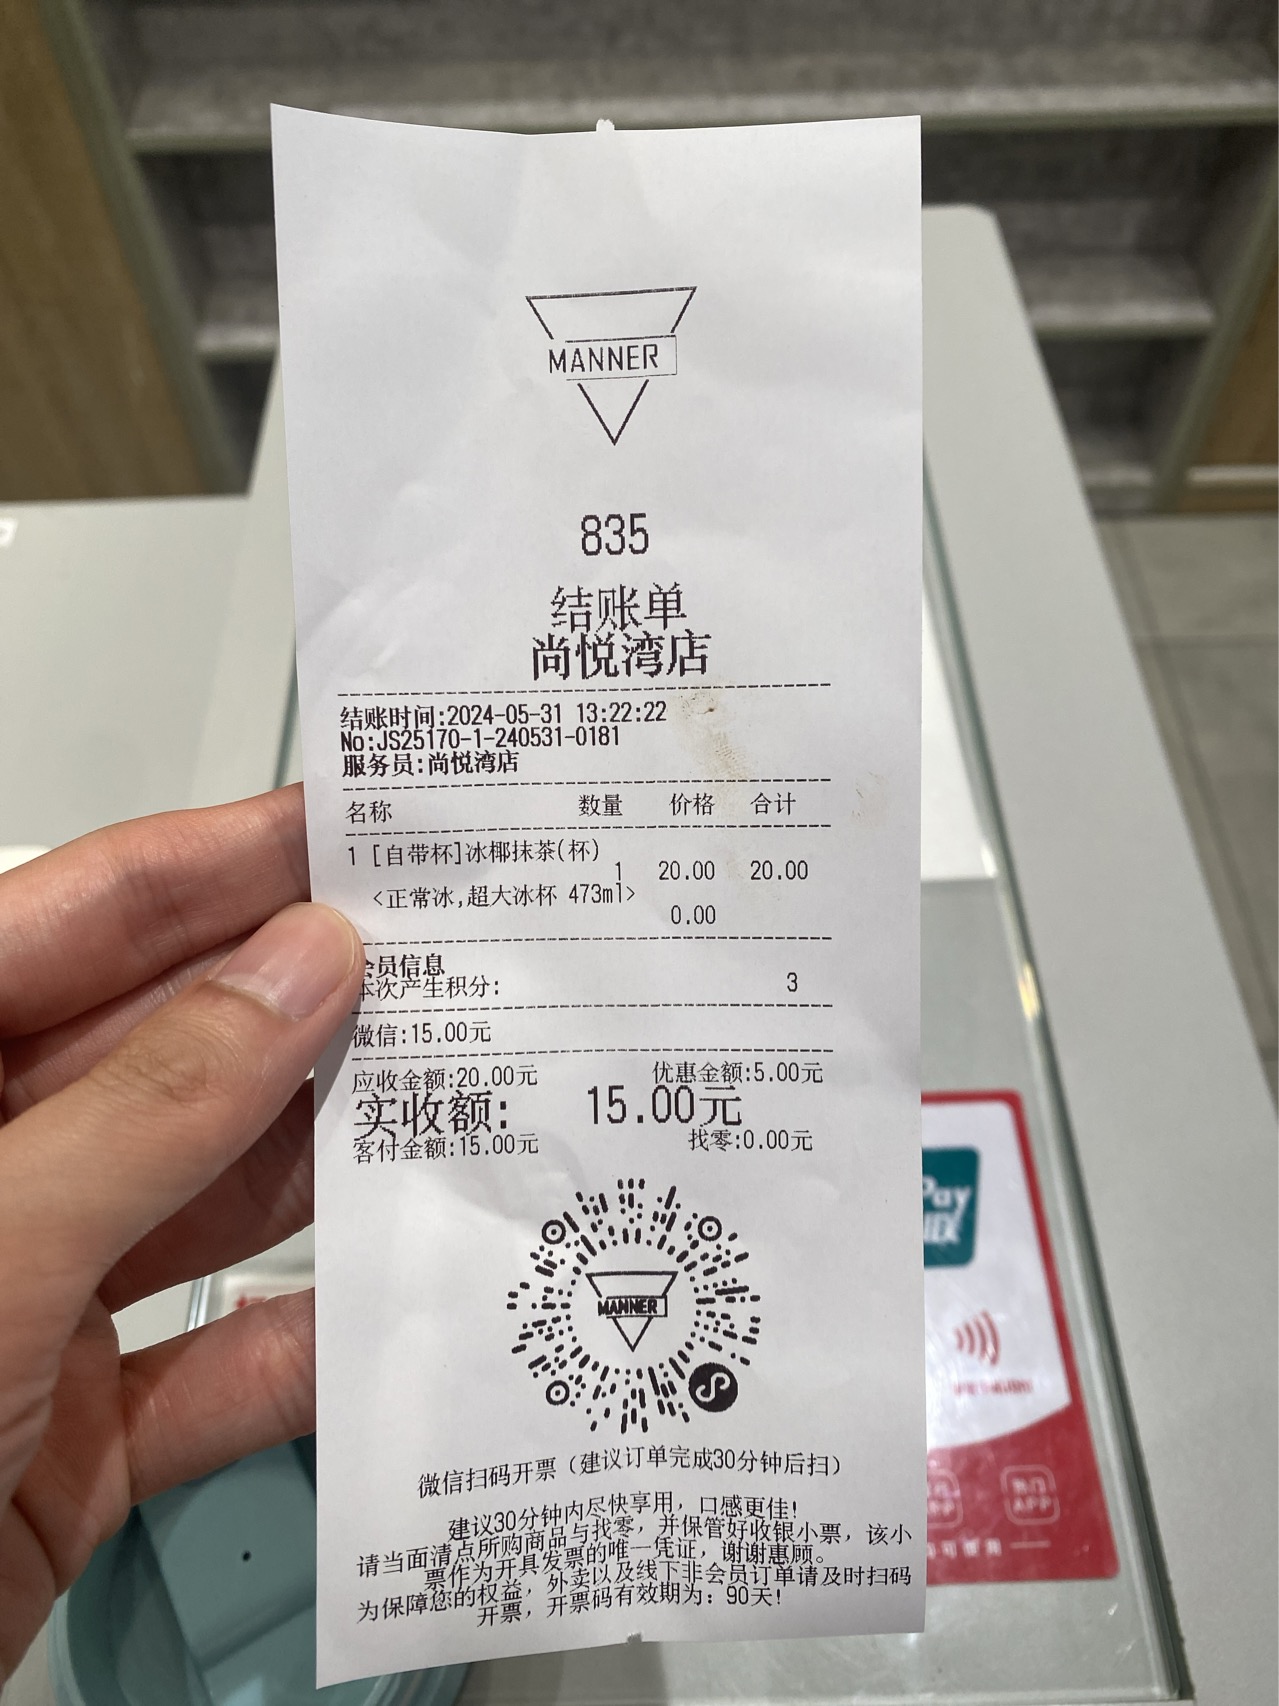 MANNER
835
结账单
尚悦湾店
结账时间:2024-05-31 13:22:22
No:JS25170-1-240531-0181
服务员:尚悦湾店
名称 数量 价格 合计
1 [自带杯]冰椰抹茶(杯)
1 20.00 20.00
<正常冰,超大冰杯 473ml>
0.00
会员信息
本次产生积分: 3
微信:15.00元
应收金额:20.00元 优惠金额:5.00元
实收额: 15.00元
客付金额:15.00元 找零:0.00元
MANNER
微信扫码开票（建议订单完成30分钟后扫）
建议30分钟内尽快享用，口感更佳!
请当面清点所购商品与找零，并保管好收银小票，该小
票作为开具发票的唯一凭证，谢谢惠顾。
为保障您的权益，外卖以及线下非会员订单请及时扫码
开票，开票码有效期为：90天!
Pay
APP